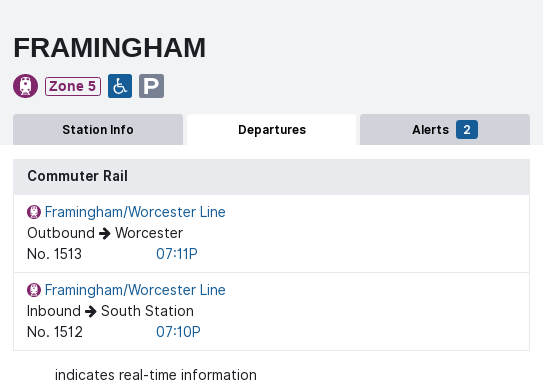 FRAMINGHAM
Zone 5 P
Station Info Departures Alerts 2
Commuter Rail
Framingham/Worcester Line
Outbound → Worcester
No. 1513 07:11P
Framingham/Worcester Line
Inbound → South Station
No. 1512 07:10P
indicates real-time information